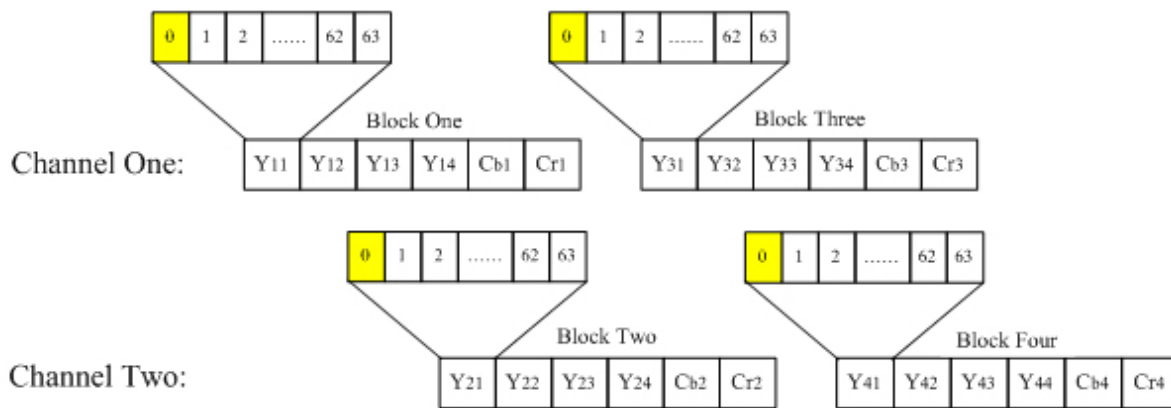 0 1 2 ...... 62 63 0 1 2 ...... 62 63
Block One Block Three
Channel One: Y11 Y12 Y13 Y14 Cb1 Cr1 Y31 Y32 Y33 Y34 Cb3 Cr3
0 1 2 ...... 62 63 0 1 2 ...... 62 63
Block Two Block Four
Channel Two: Y21 Y22 Y23 Y24 Cb2 Cr2 Y41 Y42 Y43 Y44 Cb4 Cr4